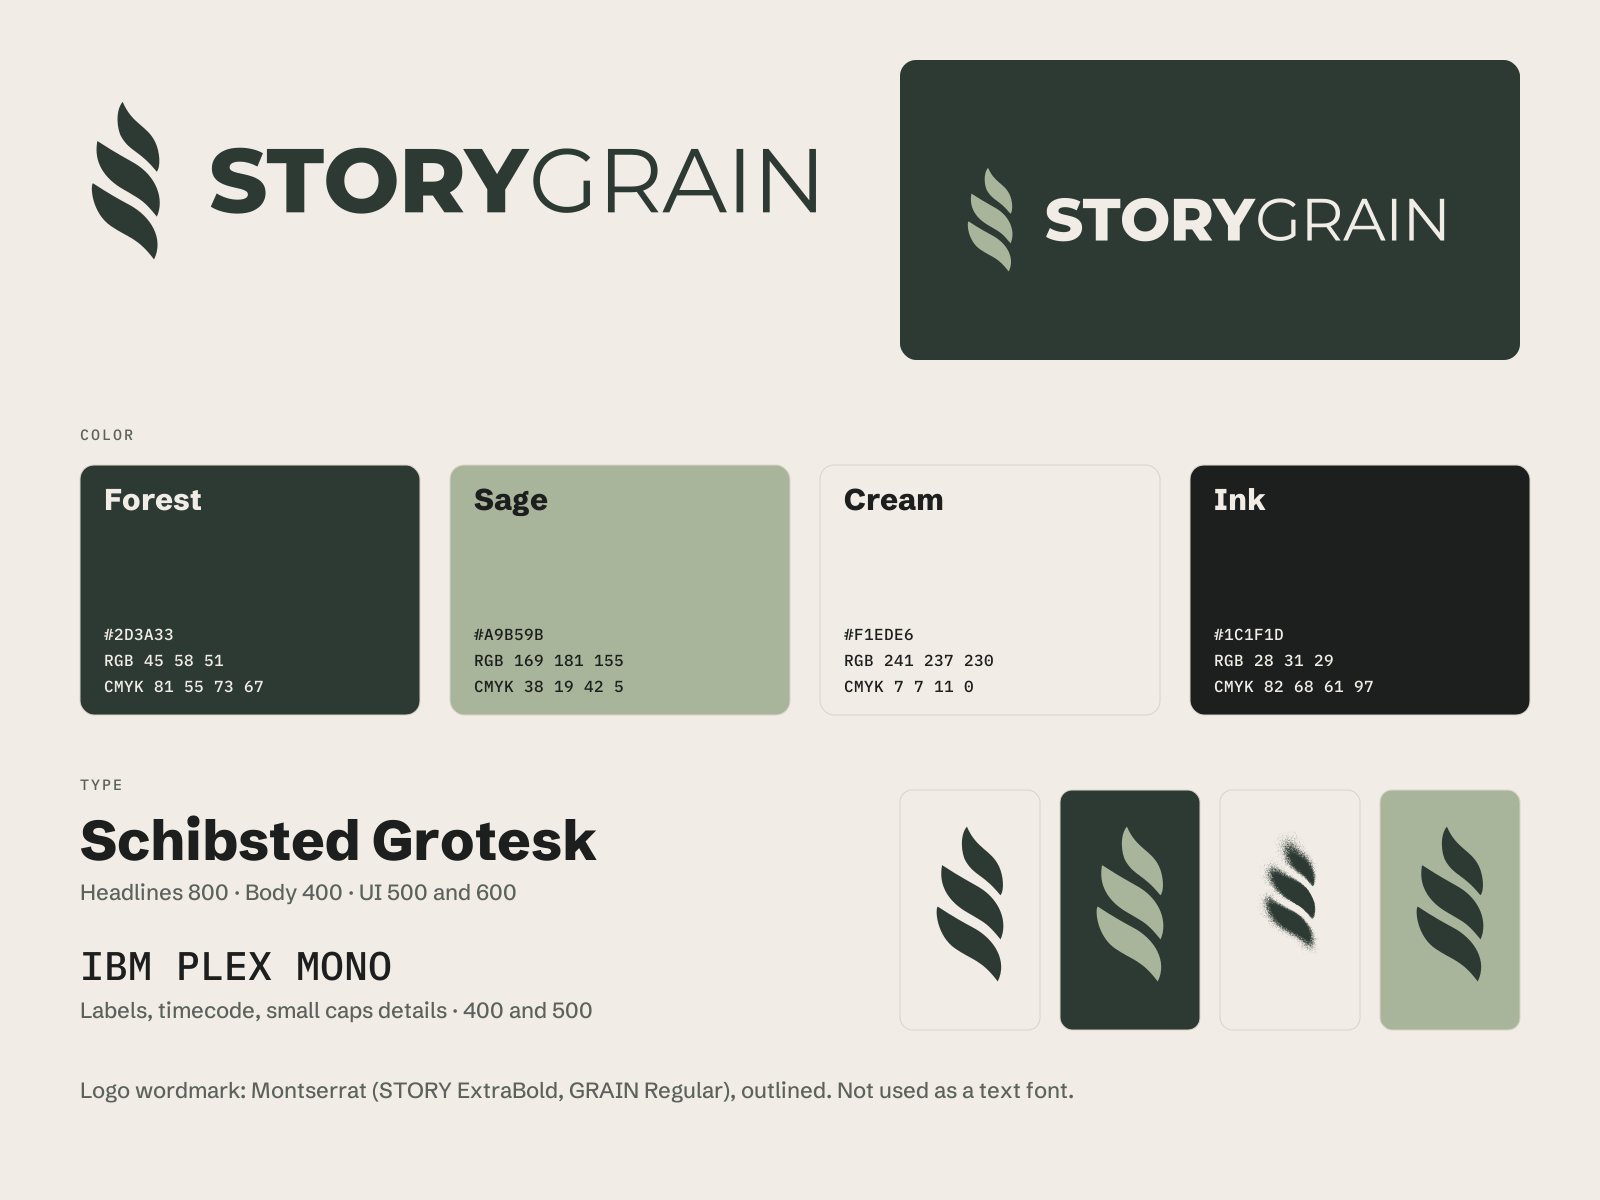 STORYGRAIN
STORYGRAIN
COLOR
Forest
#2D3A33
RGB 45 58 51
CMYK 81 55 73 67
Sage
#A9B59B
RGB 169 181 155
CMYK 38 19 42 5
Cream
#F1EDE6
RGB 241 237 230
CMYK 7 7 11 0
Ink
#1C1F1D
RGB 28 31 29
CMYK 82 68 61 97
TYPE
Schibsted Grotesk
Headlines 800 · Body 400 · UI 500 and 600
IBM PLEX MONO
Labels, timecode, small caps details · 400 and 500
Logo wordmark: Montserrat (STORY ExtraBold, GRAIN Regular), outlined. Not used as a text font.